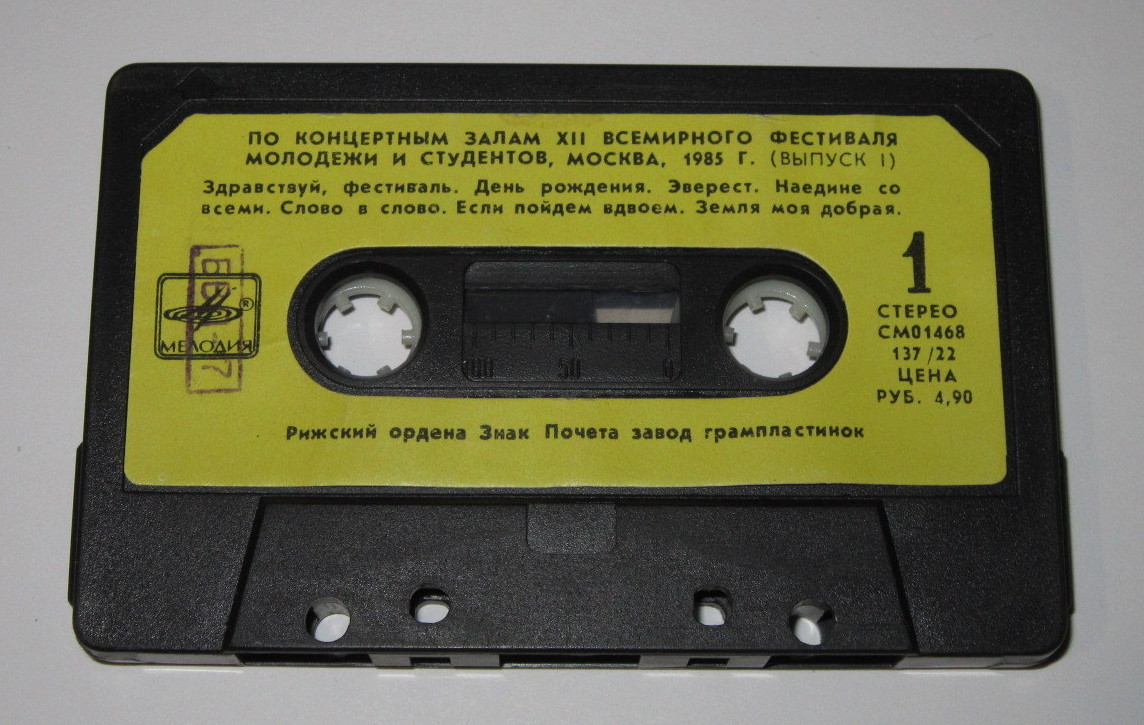 ПО КОНЦЕРТНЫМ ЗАЛАМ XII ВСЕМИРНОГО ФЕСТИВАЛЯ
МОЛОДЕЖИ И СТУДЕНТОВ, МОСКВА, 1985 Г. (ВЫПУСК I)
Здравствуй, фестиваль. День рождения. Эверест. Наедине со
всеми. Слово в слово. Если пойдем вдвоем. Земля моя добрая.
1
СТЕРЕО
СМ01468
137/22
ЦЕНА
РУБ. 4,90
®
МЕЛОДИЯ
100 50 0
Рижский ордена Знак Почета завод грампластинок